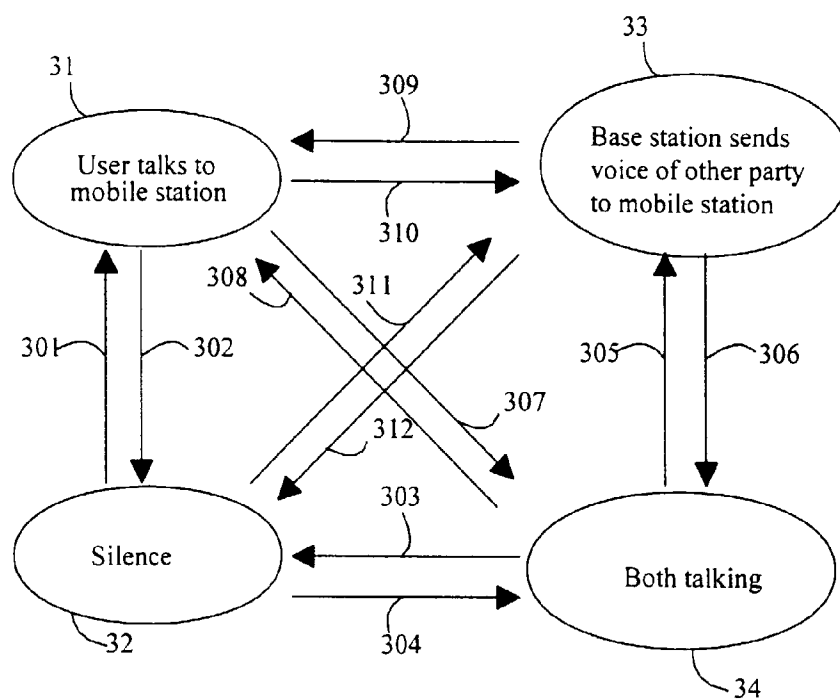 31
33
309
User talks to
mobile station
Base station sends
voice of other party
to mobile station
310
308
311
301
302
305
306
307
312
303
Silence
Both talking
304
32
34